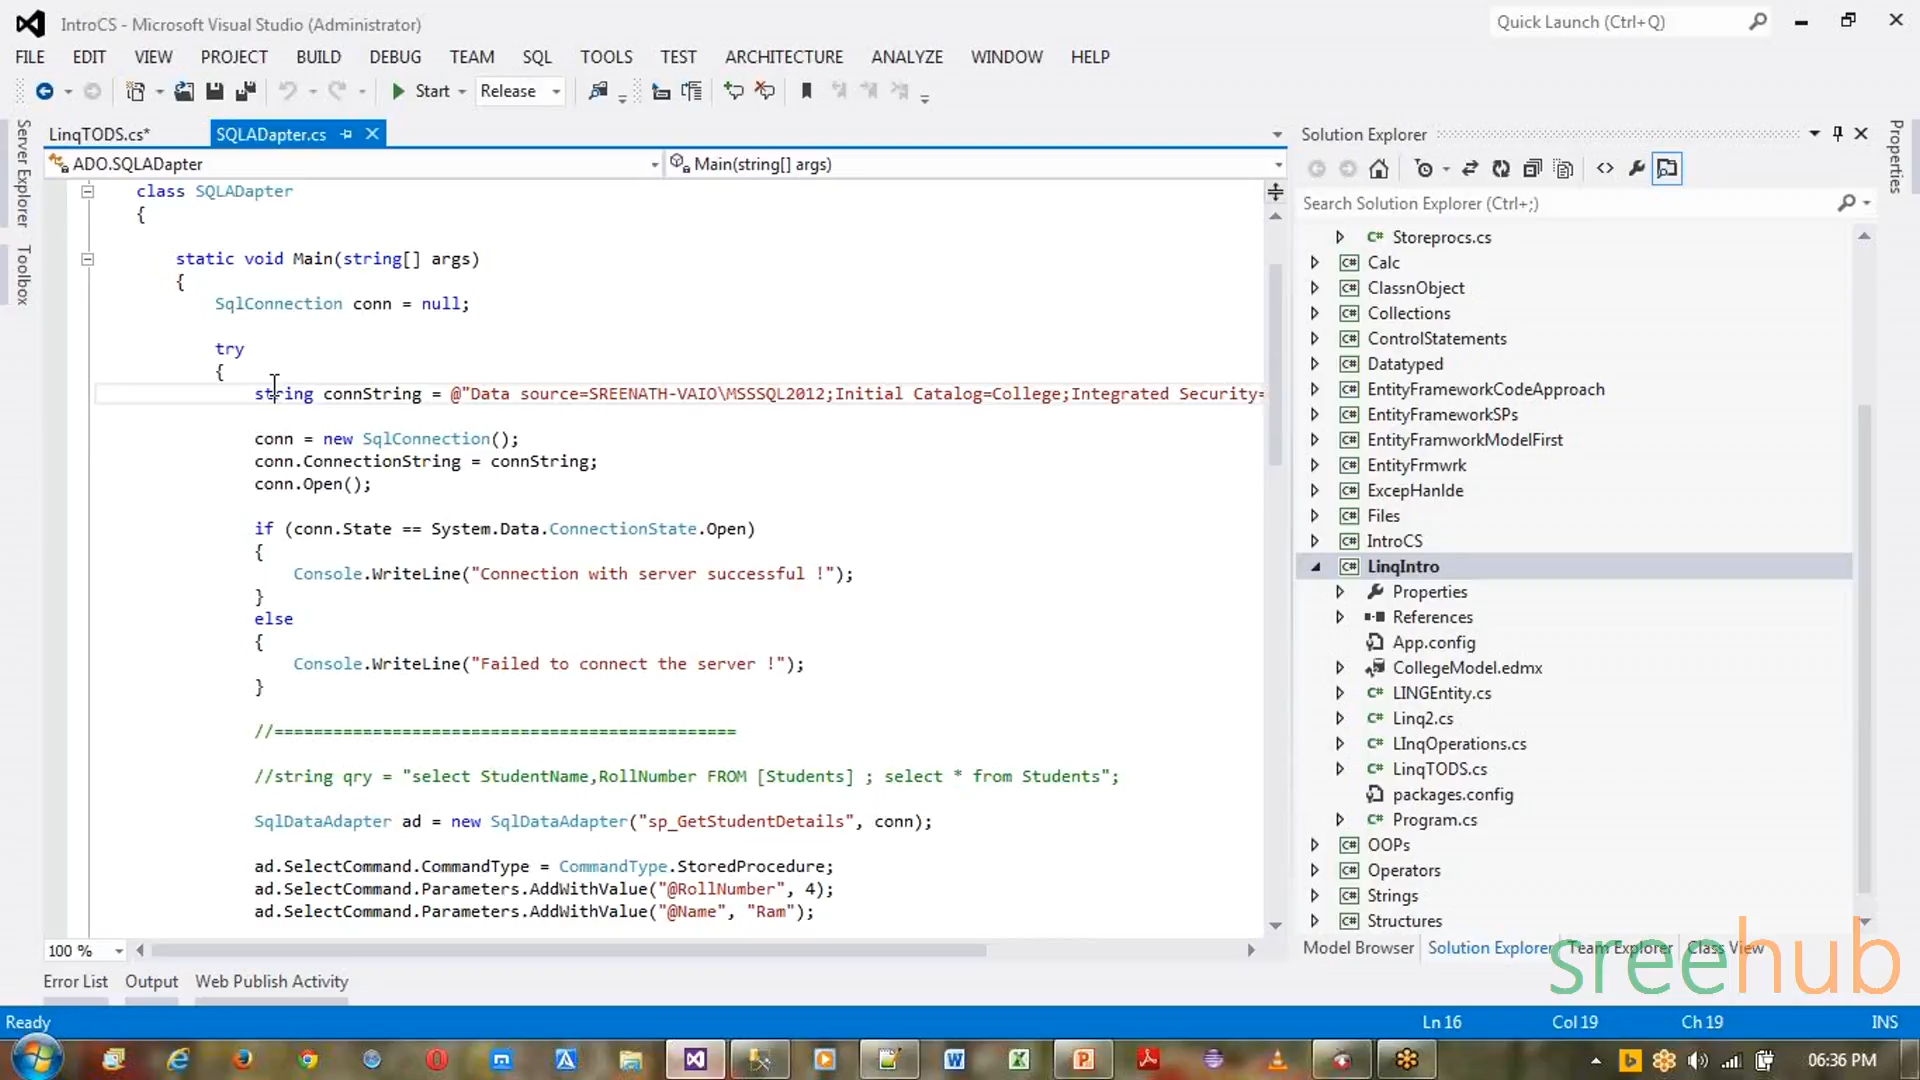 IntroCS - Microsoft Visual Studio (Administrator)
Quick Launch (Ctrl+Q)
FILE EDIT VIEW PROJECT BUILD DEBUG TEAM SQL TOOLS TEST ARCHITECTURE ANALYZE WINDOW HELP
Start Release
Server Explorer
Toolbox
LinqTODS.cs* SQLADapter.cs
ADO.SQLADapter Main(string[] args)
class SQLADapter
{
static void Main(string[] args)
{
SqlConnection conn = null;
try
{
string connString = @"Data source=SREENATH-VAIO\MSSSQL2012;Initial Catalog=College;Integrated Security=
conn = new SqlConnection();
conn.ConnectionString = connString;
conn.Open();
if (conn.State == System.Data.ConnectionState.Open)
{
Console.WriteLine("Connection with server successful !");
}
else
{
Console.WriteLine("Failed to connect the server !");
}
//===============================================
//string qry = "select StudentName,RollNumber FROM [Students] ; select * from Students";
SqlDataAdapter ad = new SqlDataAdapter("sp_GetStudentDetails", conn);
ad.SelectCommand.CommandType = CommandType.StoredProcedure;
ad.SelectCommand.Parameters.AddWithValue("@RollNumber", 4);
ad.SelectCommand.Parameters.AddWithValue("@Name", "Ram");
100 %
Solution Explorer
Search Solution Explorer (Ctrl+;)
C# Storeprocs.cs
C# Calc
C# ClassnObject
C# Collections
C# ControlStatements
C# Datatyped
C# EntityFrameworkCodeApproach
C# EntityFrameworkSPs
C# EntityFramworkModelFirst
C# EntityFrmwrk
C# ExcepHanlde
C# Files
C# IntroCS
C# LinqIntro
Properties
References
App.config
CollegeModel.edmx
C# LINGEntity.cs
C# Linq2.cs
C# LInqOperations.cs
C# LinqTODS.cs
packages.config
C# Program.cs
C# OOPs
C# Operators
C# Strings
C# Structures
Model Browser Solution Explorer Team Explorer Class View
Properties
sreehub
Error List Output Web Publish Activity
Ready Ln 16 Col 19 Ch 19 INS
06:36 PM